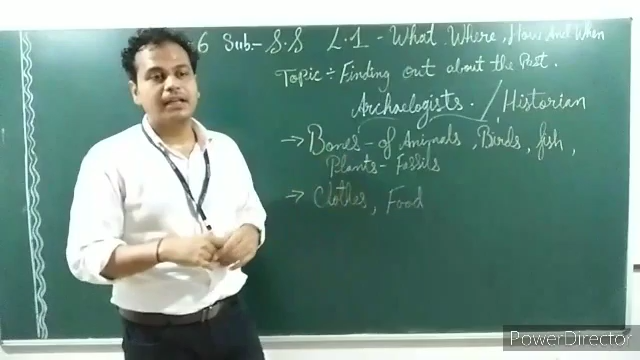 6 Sub.- S.S L.1 - What Where, How And When
Topic ÷ Finding Out about the Past.
Archaelogists. Historian
→ Bones - of Animals, Birds, fish,
Plants - Fossils
→ Clothes, Food
PowerDirector